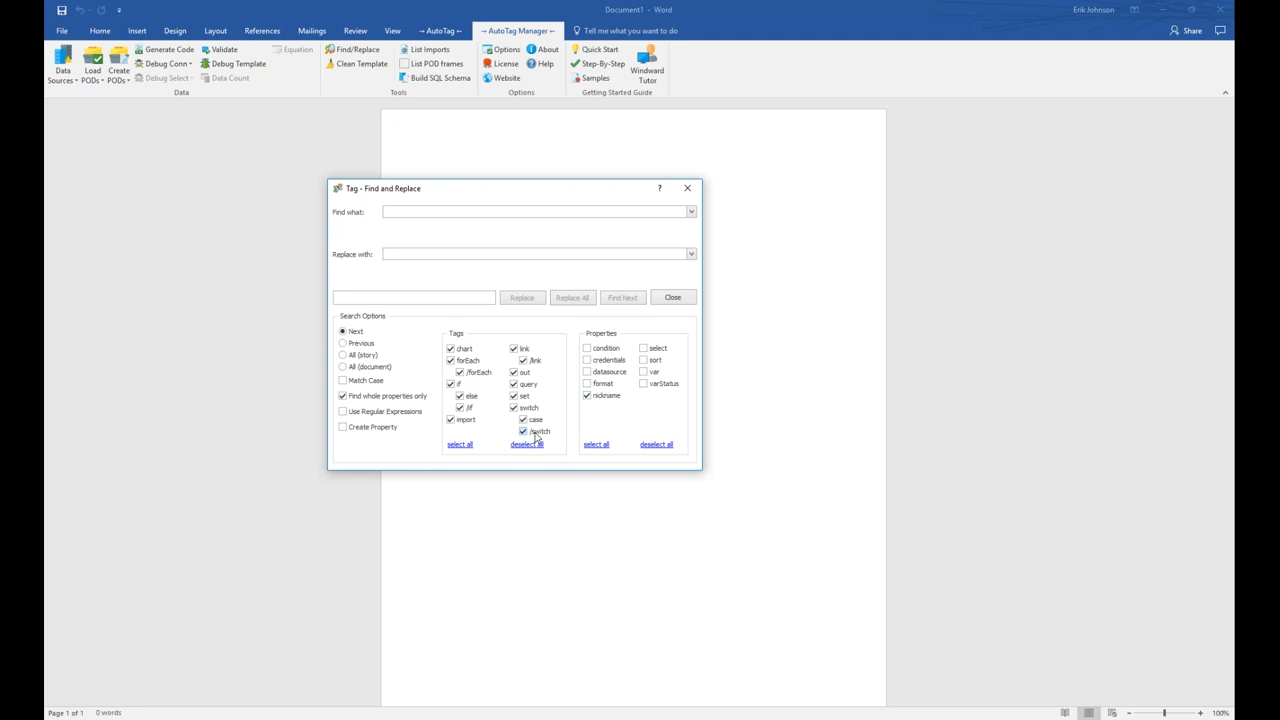 Document1 - Word
Erik Johnson
File Home Insert Design Layout References Mailings Review View → AutoTag ← → AutoTag Manager ← Tell me what you want to do Share
Data Sources Load PODs Create PODs Generate Code Debug Conn Debug Select Validate Debug Template Data Count Equation
Find/Replace Clean Template List Imports List POD frames Build SQL Schema
Options License Website About Help
Quick Start Step-By-Step Samples Windward Tutor
Data Tools Options Getting Started Guide
Tag - Find and Replace ?
Find what:
Replace with:
Replace Replace All Find Next Close
Search Options
Next
Previous
All (story)
All (document)
Match Case
Find whole properties only
Use Regular Expressions
Create Property
Tags
chart link
forEach /link
/forEach out
if query
else set
/if switch
import case
/switch
select all deselect all
Properties
condition select
credentials sort
datasource var
format varStatus
nickname
select all deselect all
Page 1 of 1 0 words
100%